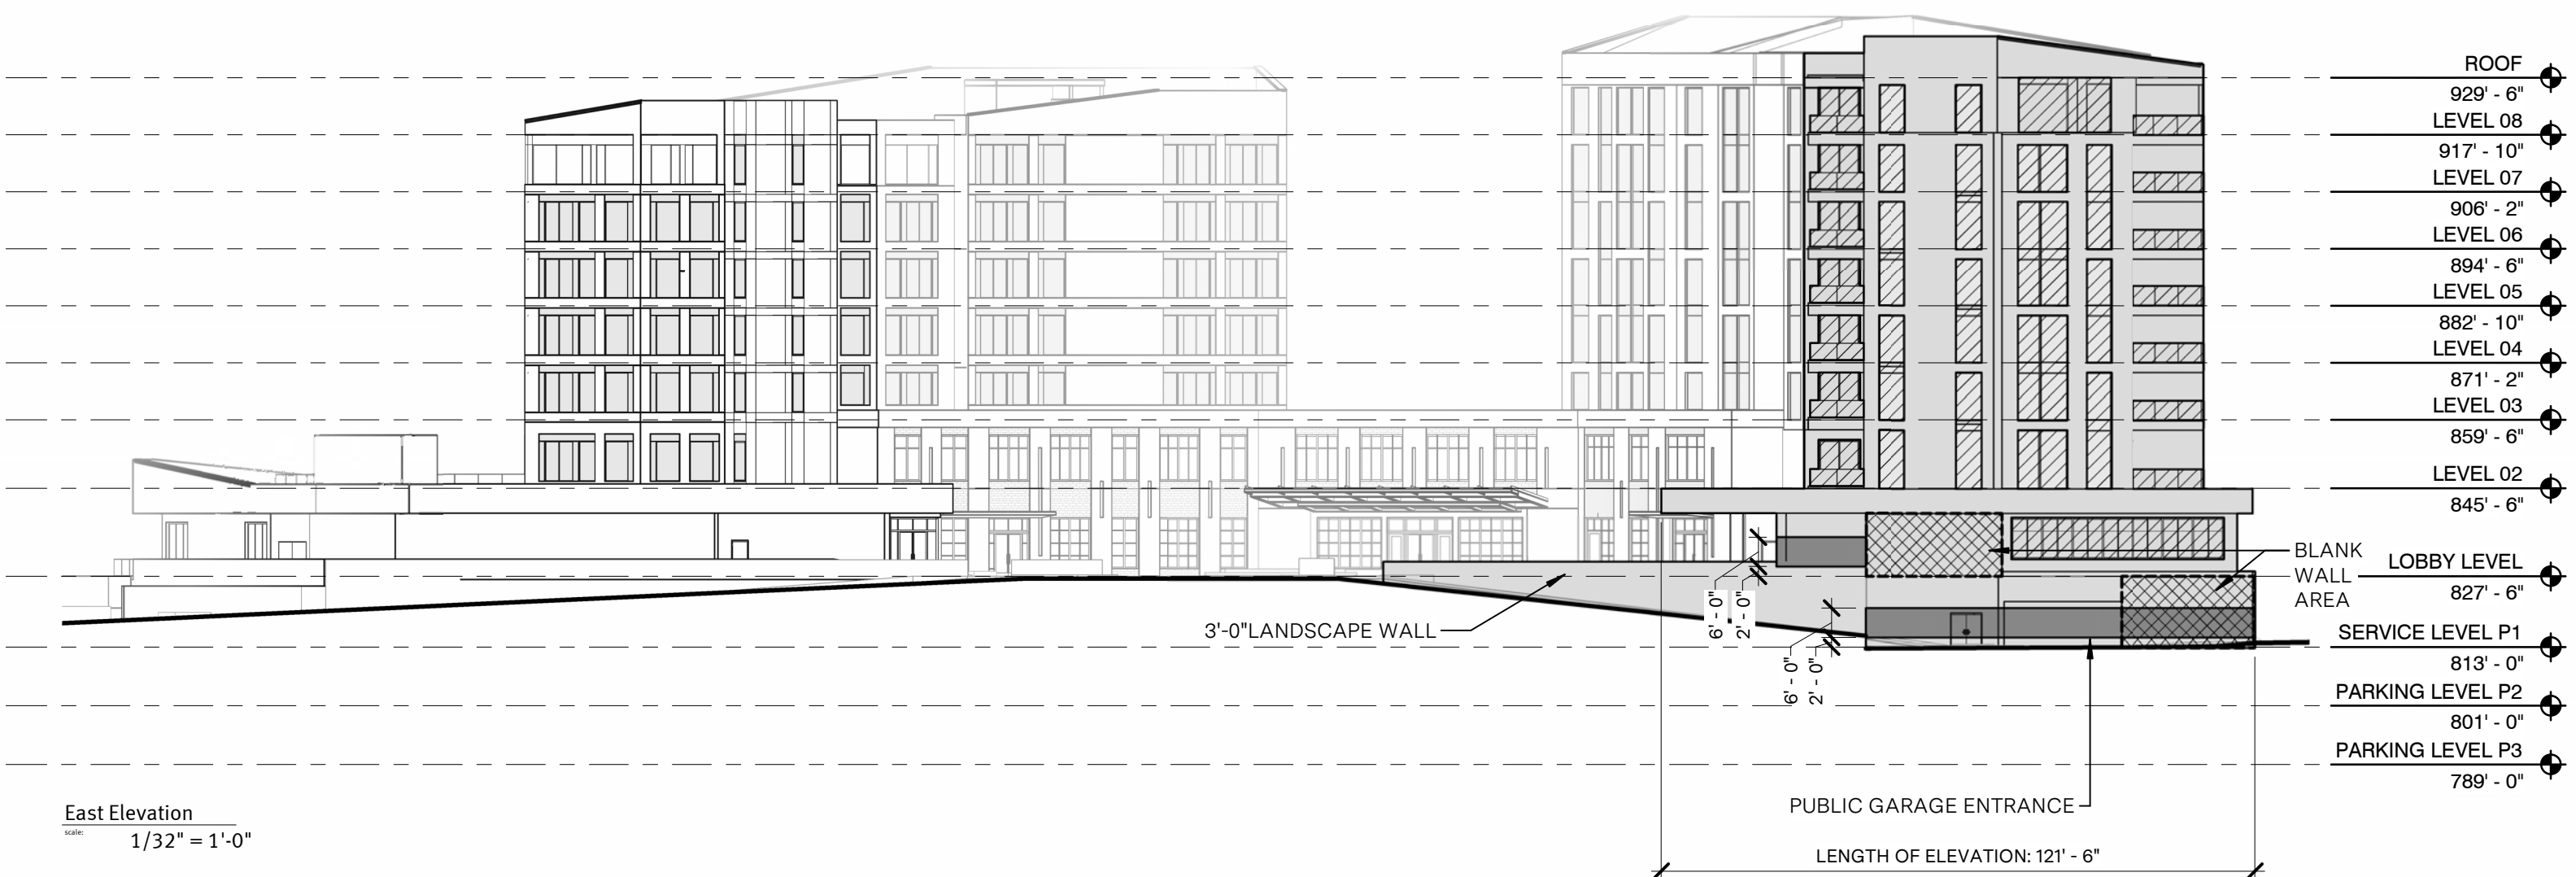 ROOF
929' - 6"
LEVEL 08
917' - 10"
LEVEL 07
906' - 2"
LEVEL 06
894' - 6"
LEVEL 05
882' - 10"
LEVEL 04
871' - 2"
LEVEL 03
859' - 6"
LEVEL 02
845' - 6"
BLANK
WALL
AREA
LOBBY LEVEL
827' - 6"
6' - 0"
2' - 0"
3'-0"LANDSCAPE WALL
SERVICE LEVEL P1
813' - 0"
6' - 0"
2' - 0"
PARKING LEVEL P2
801' - 0"
PARKING LEVEL P3
789' - 0"
PUBLIC GARAGE ENTRANCE
East Elevation
scale:
1/32" = 1'-0"
LENGTH OF ELEVATION: 121' - 6"